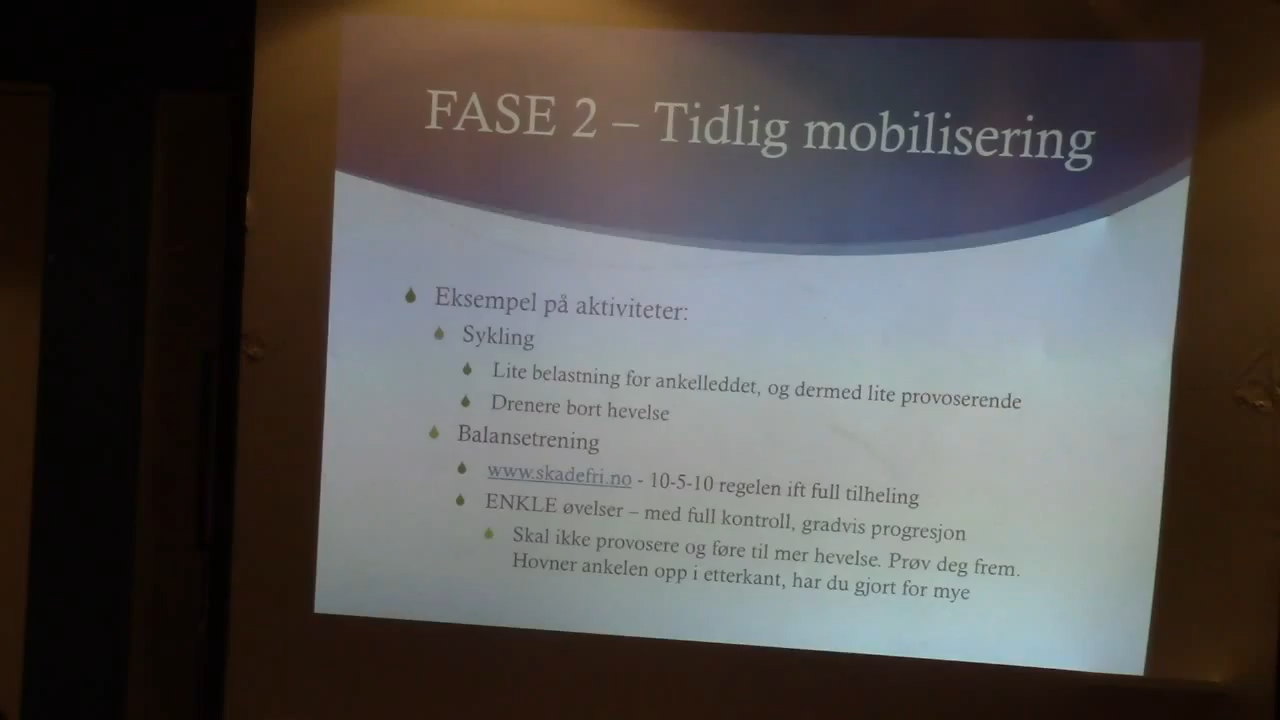 FASE 2 – Tidlig mobilisering
Eksempel på aktiviteter:
Sykling
Lite belastning for ankelleddet, og dermed lite provoserende
Drenere bort hevelse
Balansetrening
www.skadefri.no - 10-5-10 regelen ift full tilheling
ENKLE øvelser – med full kontroll, gradvis progresjon
Skal ikke provosere og føre til mer hevelse. Prøv deg frem.
Hovner ankelen opp i etterkant, har du gjort for mye